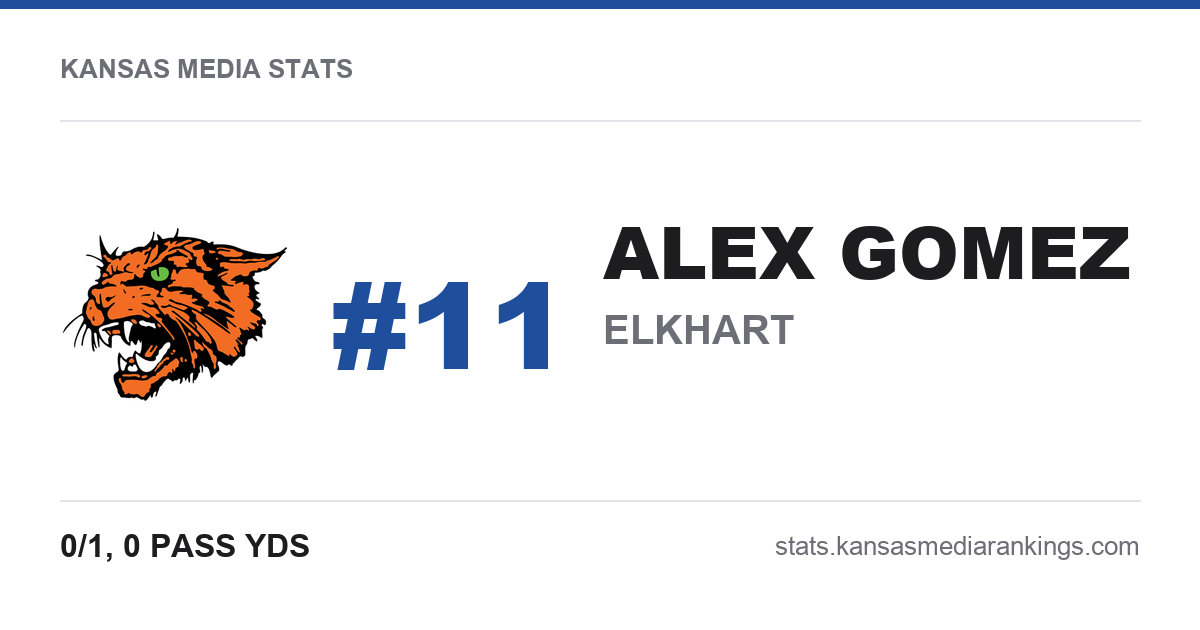 KANSAS MEDIA STATS
#11
ALEX GOMEZ
ELKHART
0/1, 0 PASS YDS
stats.kansasmediarankings.com